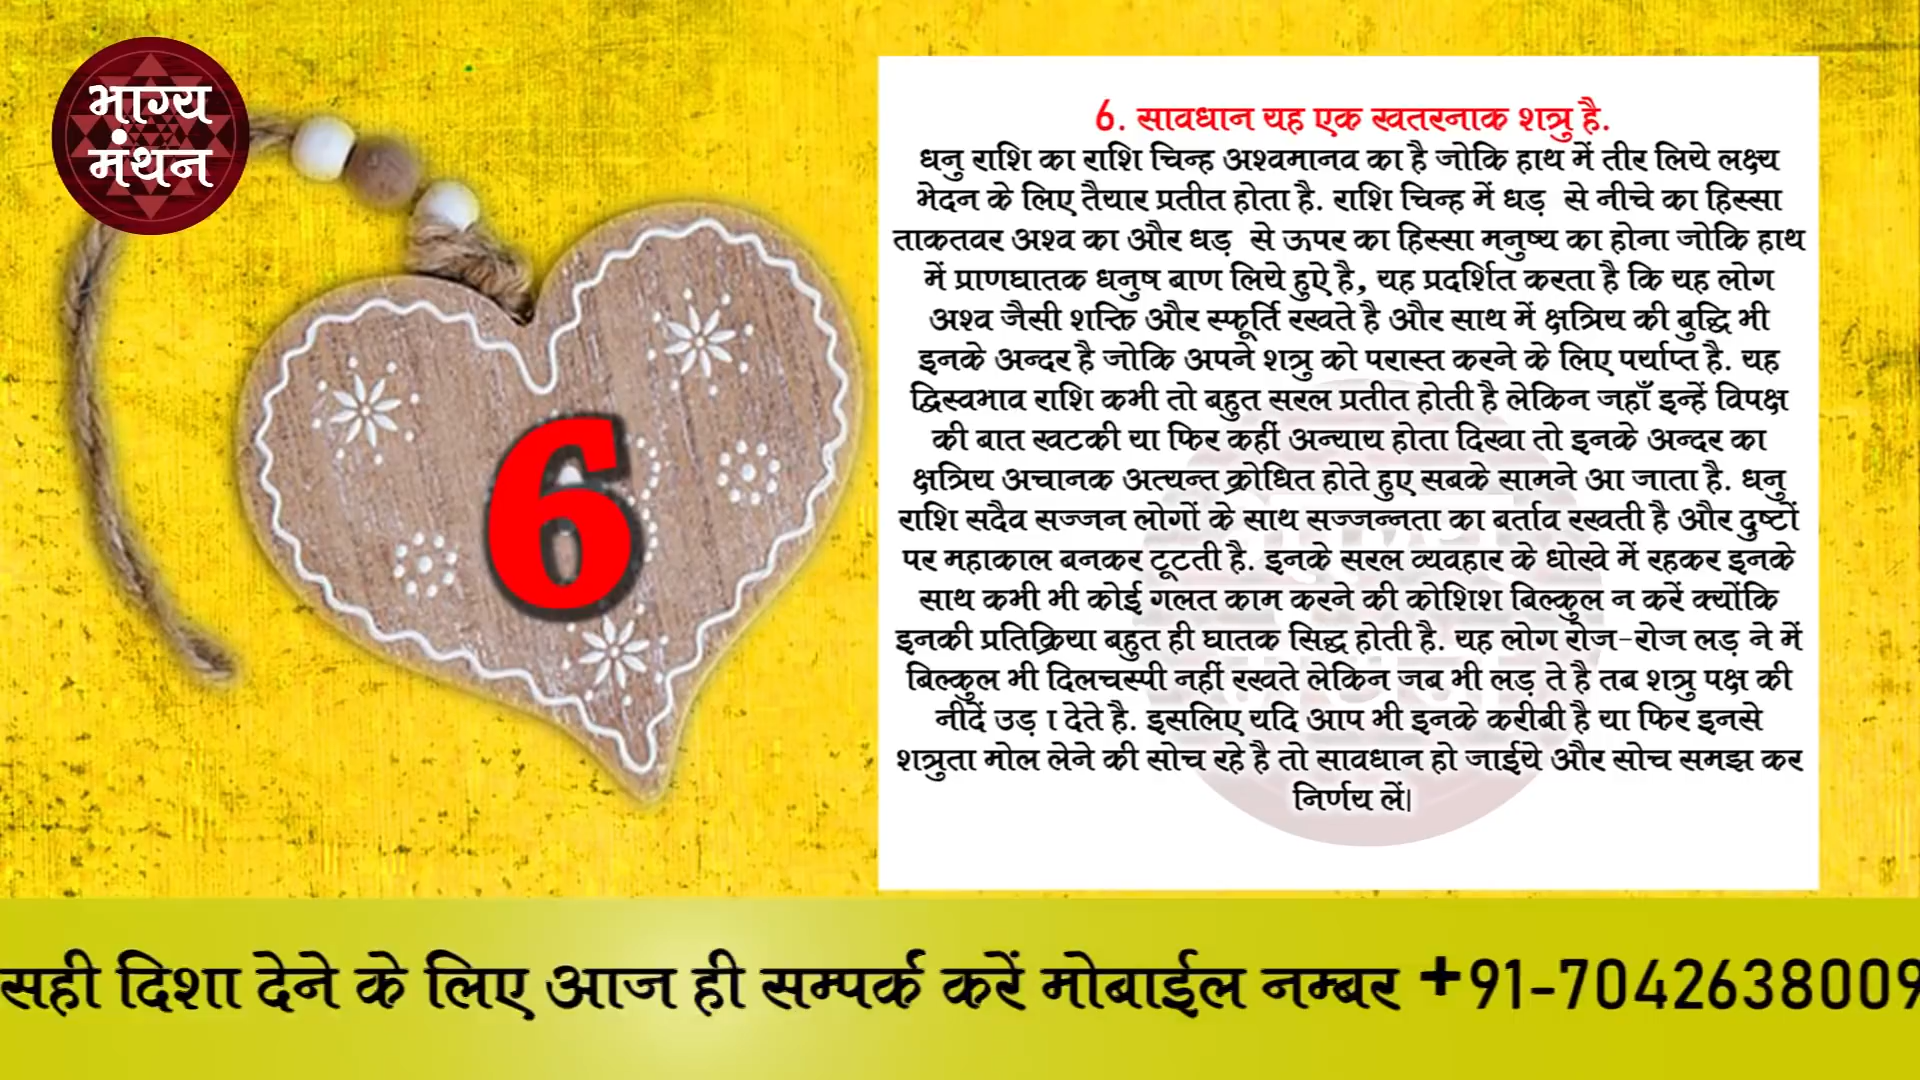 भाग्य
मंथन
6
6. सावधान यह एक खतरनाक शत्रु है.
धनु राशि का राशि चिन्ह अश्वमानव का है जोकि हाथ में तीर लिये लक्ष्य
भेदन के लिए तैयार प्रतीत होता है. राशि चिन्ह में धड़  से नीचे का हिस्सा
ताकतवर अश्व का और धड़  से ऊपर का हिस्सा मनुष्य का होना जोकि हाथ
में प्राणघातक धनुष बाण लिये हुऐ है, यह प्रदर्शित करता है कि यह लोग
अश्व जैसी शक्ति और स्फूर्ति रखते है और साथ में क्षत्रिय की बुद्धि भी
इनके अन्दर है जोकि अपने शत्रु को परास्त करने के लिए पर्याप्त है. यह
द्विस्वभाव राशि कभी तो बहुत सरल प्रतीत होती है लेकिन जहाँ इन्हें विपक्ष
की बात खटकी या फिर कहीं अन्याय होता दिखा तो इनके अन्दर का
क्षत्रिय अचानक अत्यन्त क्रोधित होते हुए सबके सामने आ जाता है. धनु
राशि सदैव सज्जन लोगों के साथ सज्जन्नता का बर्ताव रखती है और दुष्टों
पर महाकाल बनकर टूटती है. इनके सरल व्यवहार के धोखे में रहकर इनके
साथ कभी भी कोई गलत काम करने की कोशिश बिल्कुल न करें क्योंकि
इनकी प्रतिक्रिया बहुत ही घातक सिद्ध होती है. यह लोग रोज-रोज लड़ ने में
बिल्कुल भी दिलचस्पी नहीं रखते लेकिन जब भी लड़ ते है तब शत्रु पक्ष की
नीदें उड़ ा देते है. इसलिए यदि आप भी इनके करीबी है या फिर इनसे
शत्रुता मोल लेने की सोच रहे है तो सावधान हो जाईये और सोच समझ कर
निर्णय लें|
सही दिशा देने के लिए आज ही सम्पर्क करें मोबाईल नम्बर +91-7042638009